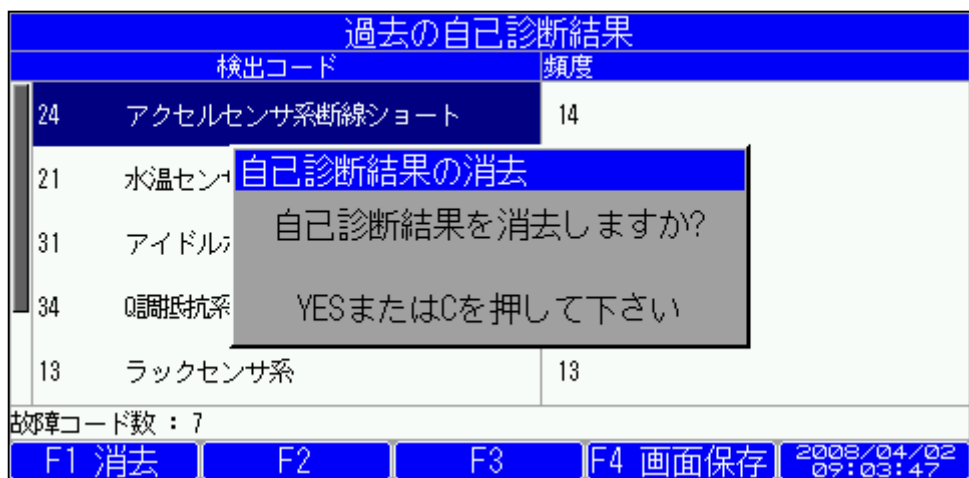 過去の自己診断結果
検出コード 頻度
24 アクセルセンサ系断線ショート 14
21 水温セン
自己診断結果の消去
自己診断結果を消去しますか?
31 アイドル
34 Q調抵抗系
YESまたはCを押して下さい
13 ラックセンサ系 13
故障コード数：7
F1 消去 F2 F3 F4 画面保存 2008/04/02
09:03:47